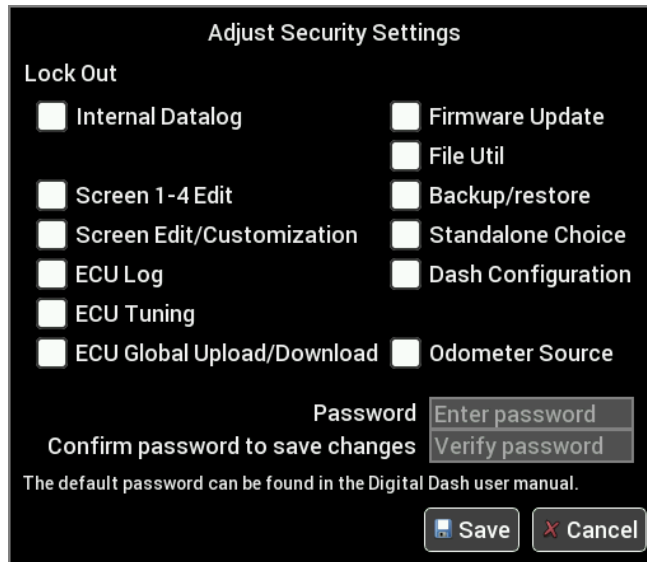 Adjust Security Settings
Lock Out
Internal Datalog
Firmware Update
File Util
Screen 1-4 Edit
Backup/restore
Screen Edit/Customization
Standalone Choice
ECU Log
Dash Configuration
ECU Tuning
ECU Global Upload/Download
Odometer Source
Password
Enter password
Confirm password to save changes
Verify password
The default password can be found in the Digital Dash user manual.
Save
Cancel